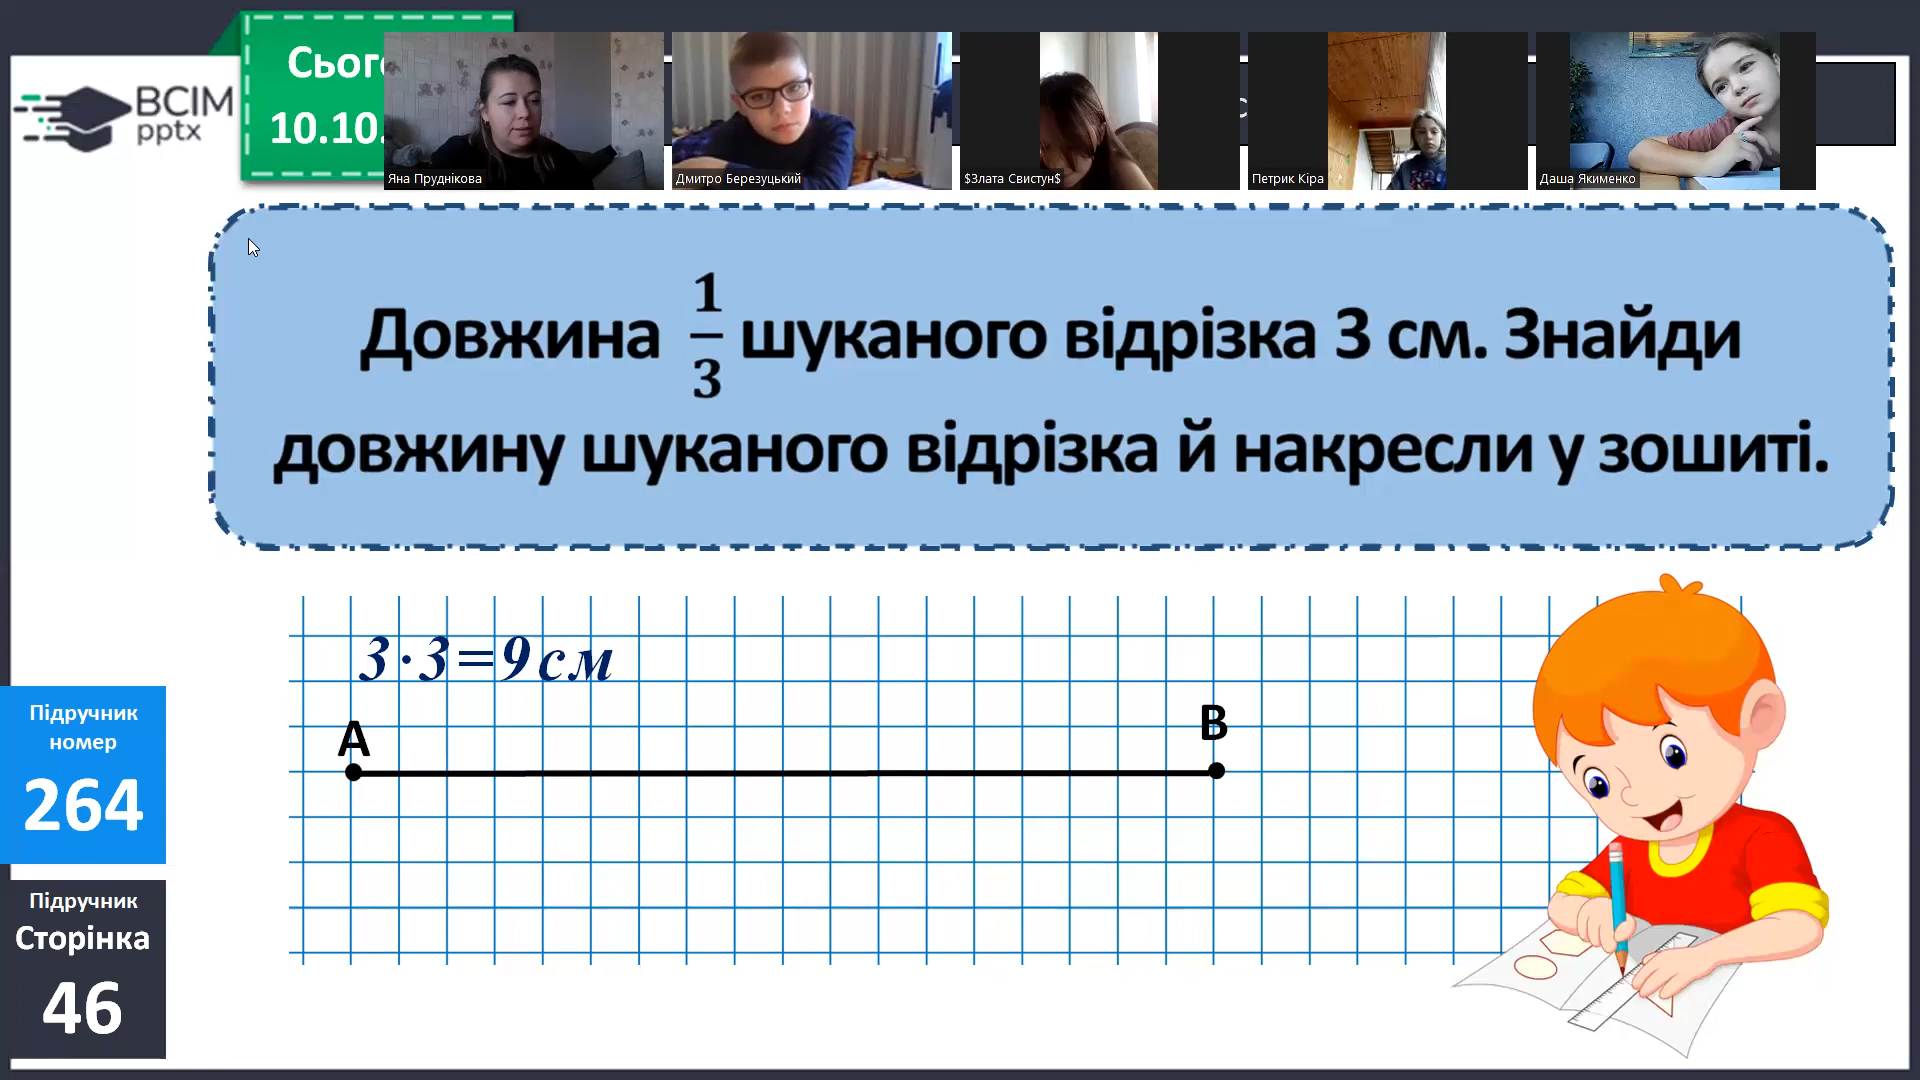 Сього
10.10.
BCIM
pptx
Яна Пруднікова
Дмитро Березуцький
$Злата Свистун$
Петрик Кіра
Даша Якименко
Довжина 1/3 шуканого відрізка 3 см. Знайди
довжину шуканого відрізка й накресли у зошиті.
3·3=9см
A
B
Підручник
номер
264
Підручник
Сторінка
46